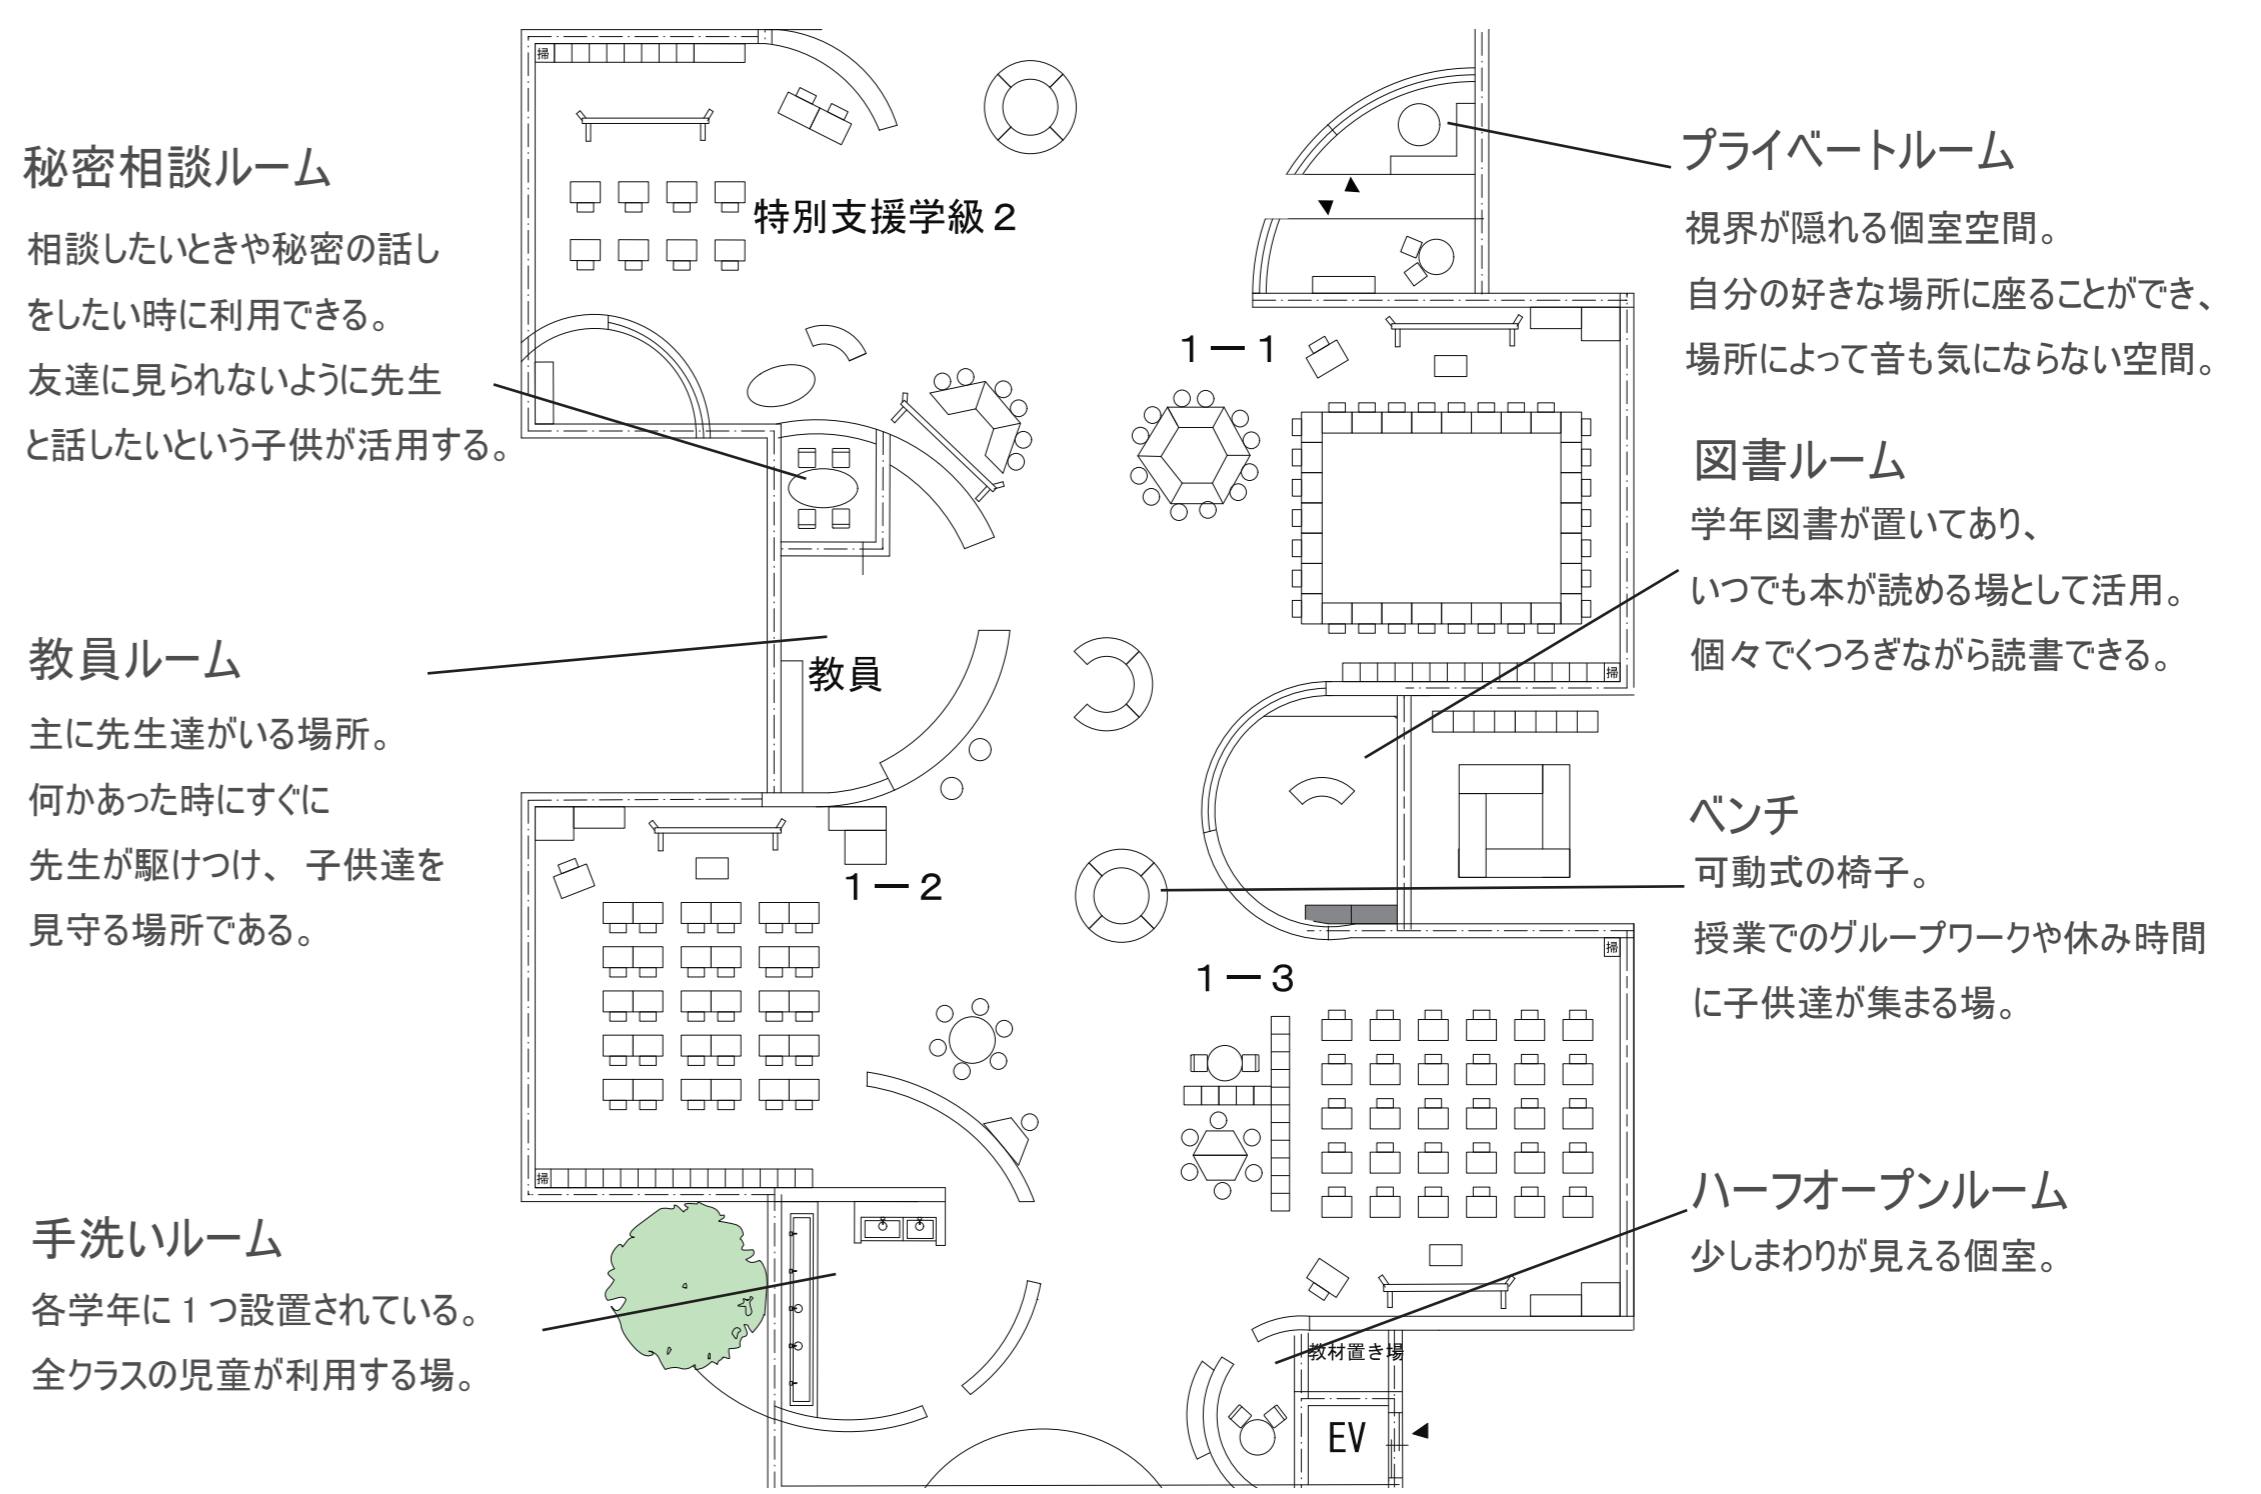 秘密相談ルーム
相談したいときや秘密の話し
をしたい時に利用できる。
友達に見られないように先生
と話したいという子供が活用する。
教員ルーム
主に先生達がいる場所。
何かあった時にすぐに
先生が駆けつけ、子供達を
見守る場所である。
手洗いルーム
各学年に1つ設置されている。
全クラスの児童が利用する場。
掃
特別支援学級2
1ー1
掃
教員
1ー2
掃
1ー3
掃
教材置き場
EV
プライベートルーム
視界が隠れる個室空間。
自分の好きな場所に座ることができ、
場所によって音も気にならない空間。
図書ルーム
学年図書が置いてあり、
いつでも本が読める場として活用。
個々でくつろぎながら読書できる。
ベンチ
可動式の椅子。
授業でのグループワークや休み時間
に子供達が集まる場。
ハーフオープンルーム
少しまわりが見える個室。